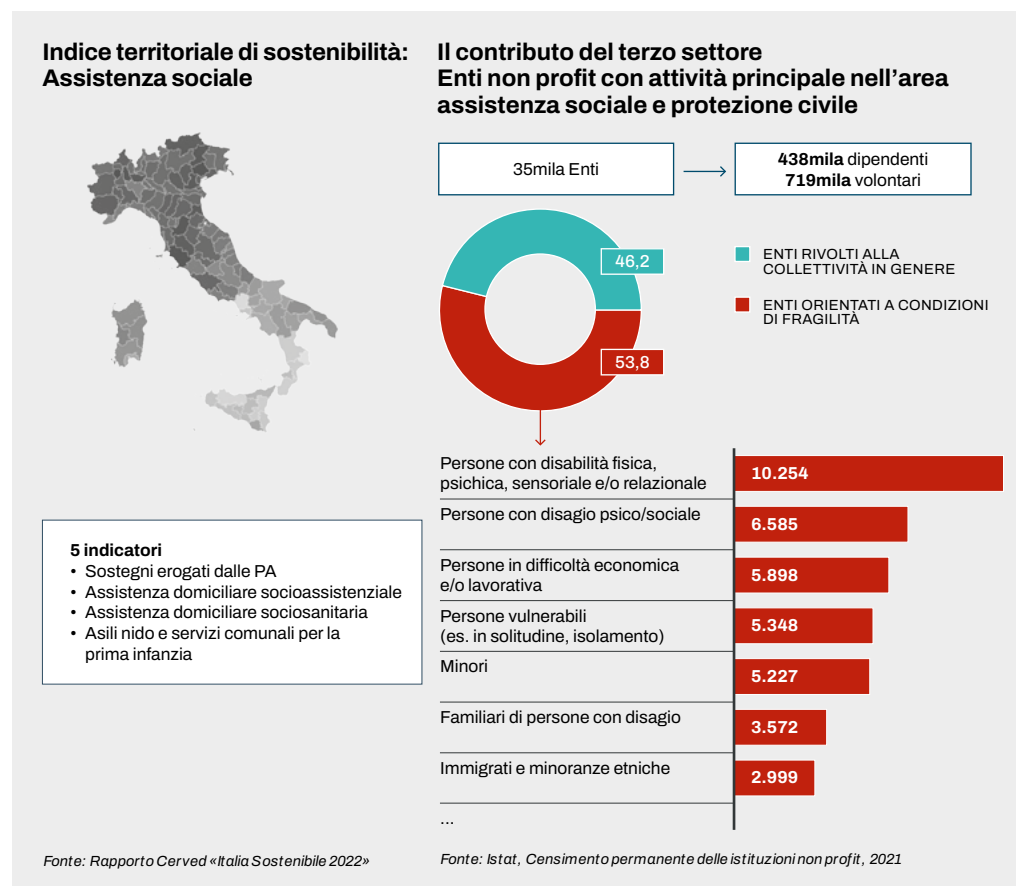 Indice territoriale di sostenibilità:
Assistenza sociale
5 indicatori
• Sostegni erogati dalle PA
• Assistenza domiciliare socioassistenziale
• Assistenza domiciliare sociosanitaria
• Asili nido e servizi comunali per la
prima infanzia
Fonte: Rapporto Cerved «Italia Sostenibile 2022»
Il contributo del terzo settore
Enti non profit con attività principale nell’area
assistenza sociale e protezione civile
35mila Enti
438mila dipendenti
719mila volontari
46,2
53,8
ENTI RIVOLTI ALLA
COLLETTIVITÀ IN GENERE
ENTI ORIENTATI A CONDIZIONI
DI FRAGILITÀ
Persone con disabilità fisica,
psichica, sensoriale e/o relazionale
10.254
Persone con disagio psico/sociale
6.585
Persone in difficoltà economica
e/o lavorativa
5.898
Persone vulnerabili
(es. in solitudine, isolamento)
5.348
Minori
5.227
Familiari di persone con disagio
3.572
Immigrati e minoranze etniche
2.999
...
Fonte: Istat, Censimento permanente delle istituzioni non profit, 2021